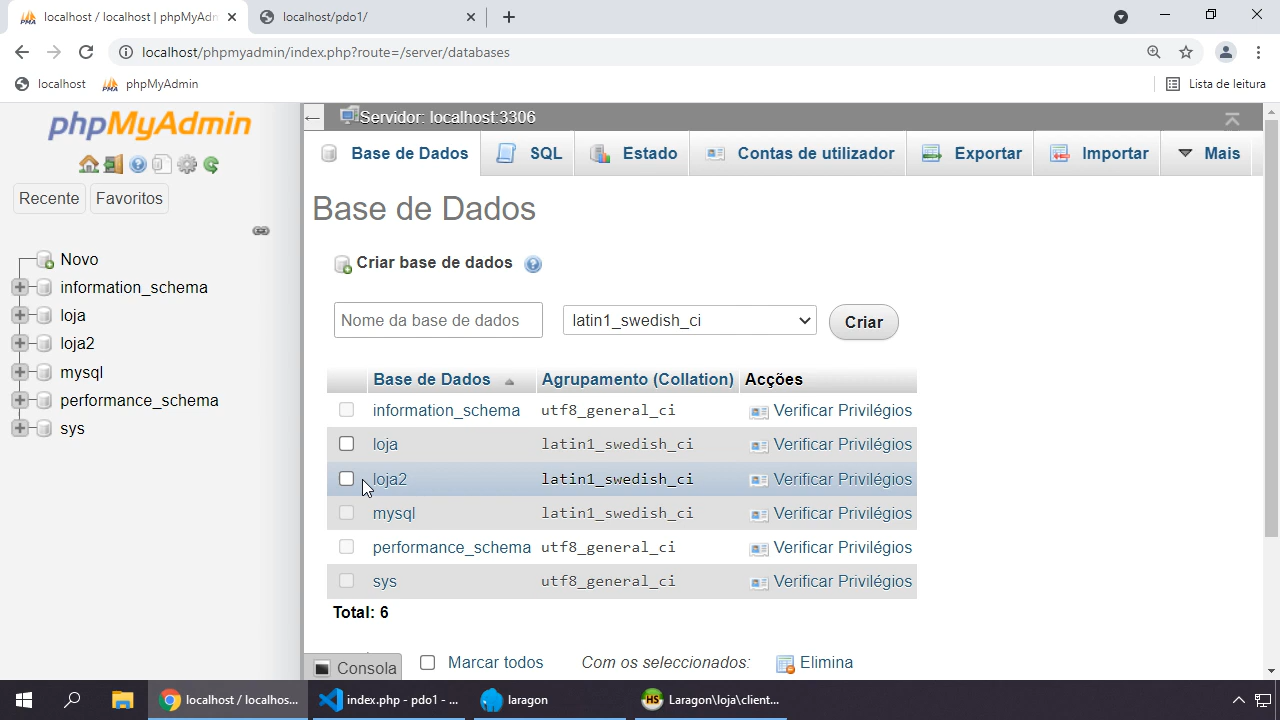 localhost / localhost | phpMyAdm
localhost/pdo1/
localhost/phpmyadmin/index.php?route=/server/databases
localhost
phpMyAdmin
Lista de leitura
phpMyAdmin
Recente
Favoritos
Novo
information_schema
loja
loja2
mysql
performance_schema
sys
Servidor: localhost:3306
Base de Dados
SQL
Estado
Contas de utilizador
Exportar
Importar
Mais
Base de Dados
Criar base de dados
Nome da base de dados
latin1_swedish_ci
Criar
Base de Dados Agrupamento (Collation) Acções
information_schema utf8_general_ci Verificar Privilégios
loja latin1_swedish_ci Verificar Privilégios
loja2 latin1_swedish_ci Verificar Privilégios
mysql latin1_swedish_ci Verificar Privilégios
performance_schema utf8_general_ci Verificar Privilégios
sys utf8_general_ci Verificar Privilégios
Total: 6
Consola
Marcar todos
Com os seleccionados:
Elimina
localhost / localhos...
index.php - pdo1 - ...
laragon
HS
Laragon\loja\client...